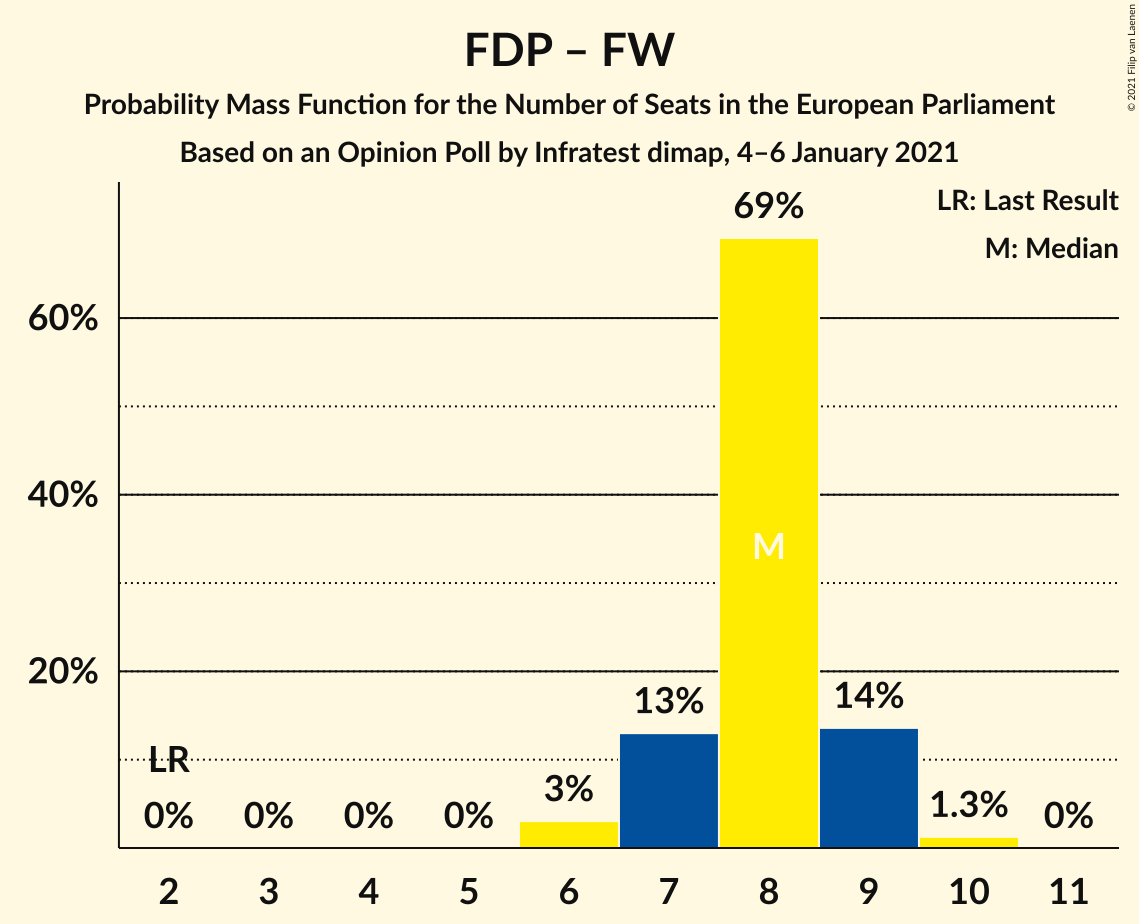 FDP – FW
Probability Mass Function for the Number of Seats in the European Parliament
Based on an Opinion Poll by Infratest dimap, 4–6 January 2021
© 2021 Filip van Laenen
LR: Last Result
M: Median
69%
60%
40%
M
20%
13%
14%
LR
3%
1.3%
0% 0% 0% 0% 0%
2 3 4 5 6 7 8 9 10 11